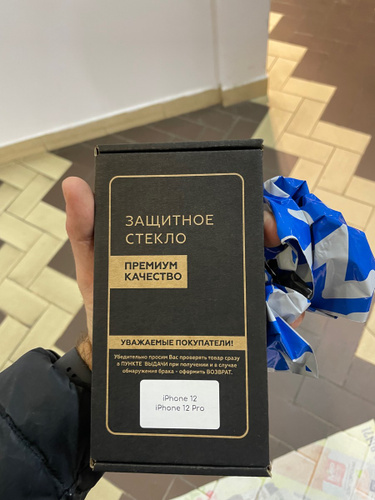 ЗАЩИТНОЕ
СТЕКЛО
ПРЕМИУМ
КАЧЕСТВО
УВАЖАЕМЫЕ ПОКУПАТЕЛИ!
Убедительно просим Вас проверить товар сразу
в ПУНКТЕ ВЫДАЧИ при получении и в случае
обнаружения брака - оформить ВОЗВРАТ.
iPhone 12
iPhone 12 Pro